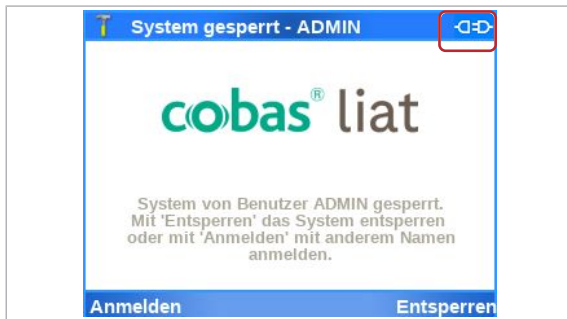 System gesperrt - ADMIN
cobas® liat
System von Benutzer ADMIN gesperrt.
Mit 'Entsperren' das System entsperren
oder mit 'Anmelden' mit anderem Namen
anmelden.
Anmelden Entsperren